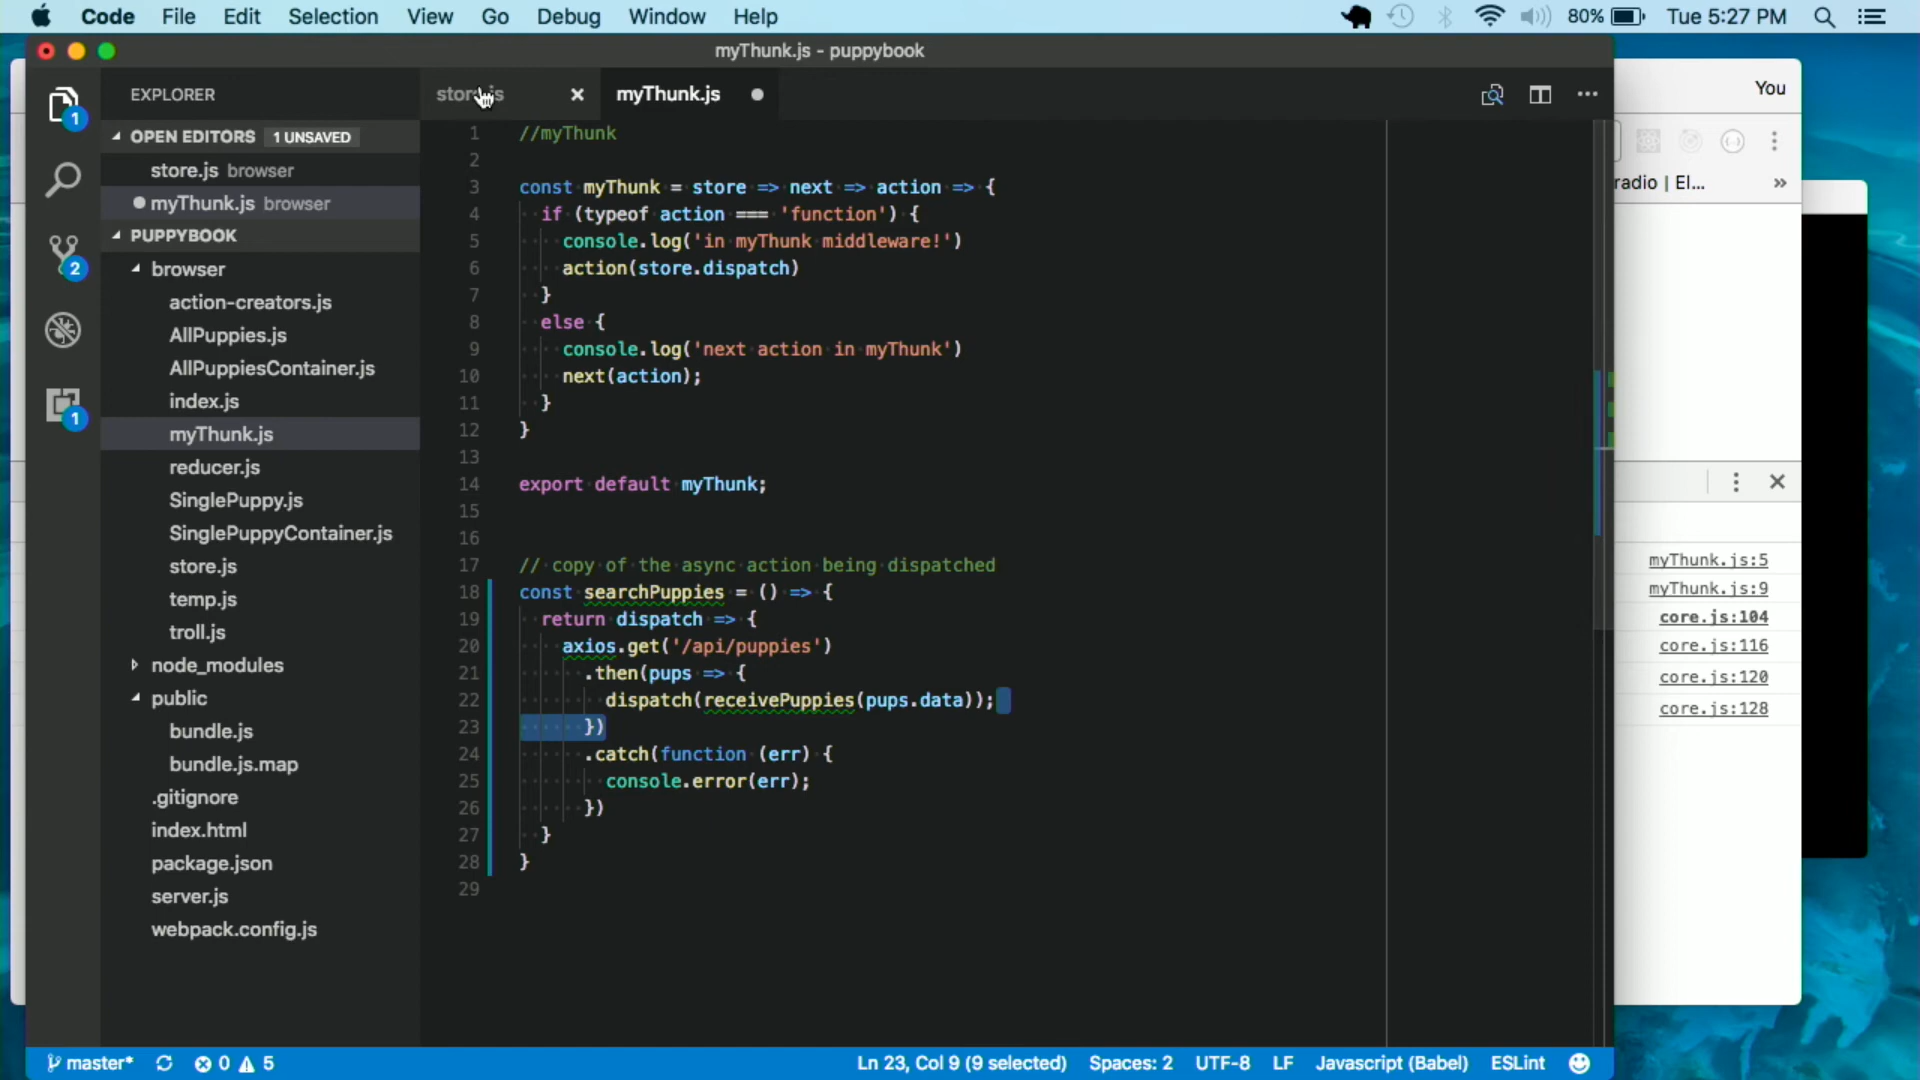 Code File Edit Selection View Go Debug Window Help 80% Tue 5:27 PM
myThunk.js - puppybook
EXPLORER
OPEN EDITORS 1 UNSAVED
store.js browser
myThunk.js browser
PUPPYBOOK
browser
action-creators.js
AllPuppies.js
AllPuppiesContainer.js
index.js
myThunk.js
reducer.js
SinglePuppy.js
SinglePuppyContainer.js
store.js
temp.js
troll.js
node_modules
public
bundle.js
bundle.js.map
.gitignore
index.html
package.json
server.js
webpack.config.js
1
2
1
store.js × myThunk.js
1 //myThunk
2
3 const myThunk = store => next => action => {
4 if (typeof action === 'function') {
5 console.log('in myThunk middleware!')
6 action(store.dispatch)
7 }
8 else {
9 console.log('next action in myThunk')
10 next(action);
11 }
12 }
13
14 export default myThunk;
15
16
17 // copy of the async action being dispatched
18 const searchPuppies = () => {
19 return dispatch => {
20 axios.get('/api/puppies')
21 .then(pups => {
22 dispatch(receivePuppies(pups.data));
23 })
24 .catch(function (err) {
25 console.error(err);
26 })
27 }
28 }
29
You
radio | El... »
myThunk.js:5
myThunk.js:9
core.js:104
core.js:116
core.js:120
core.js:128
master* 0 5 Ln 23, Col 9 (9 selected) Spaces: 2 UTF-8 LF Javascript (Babel) ESLint